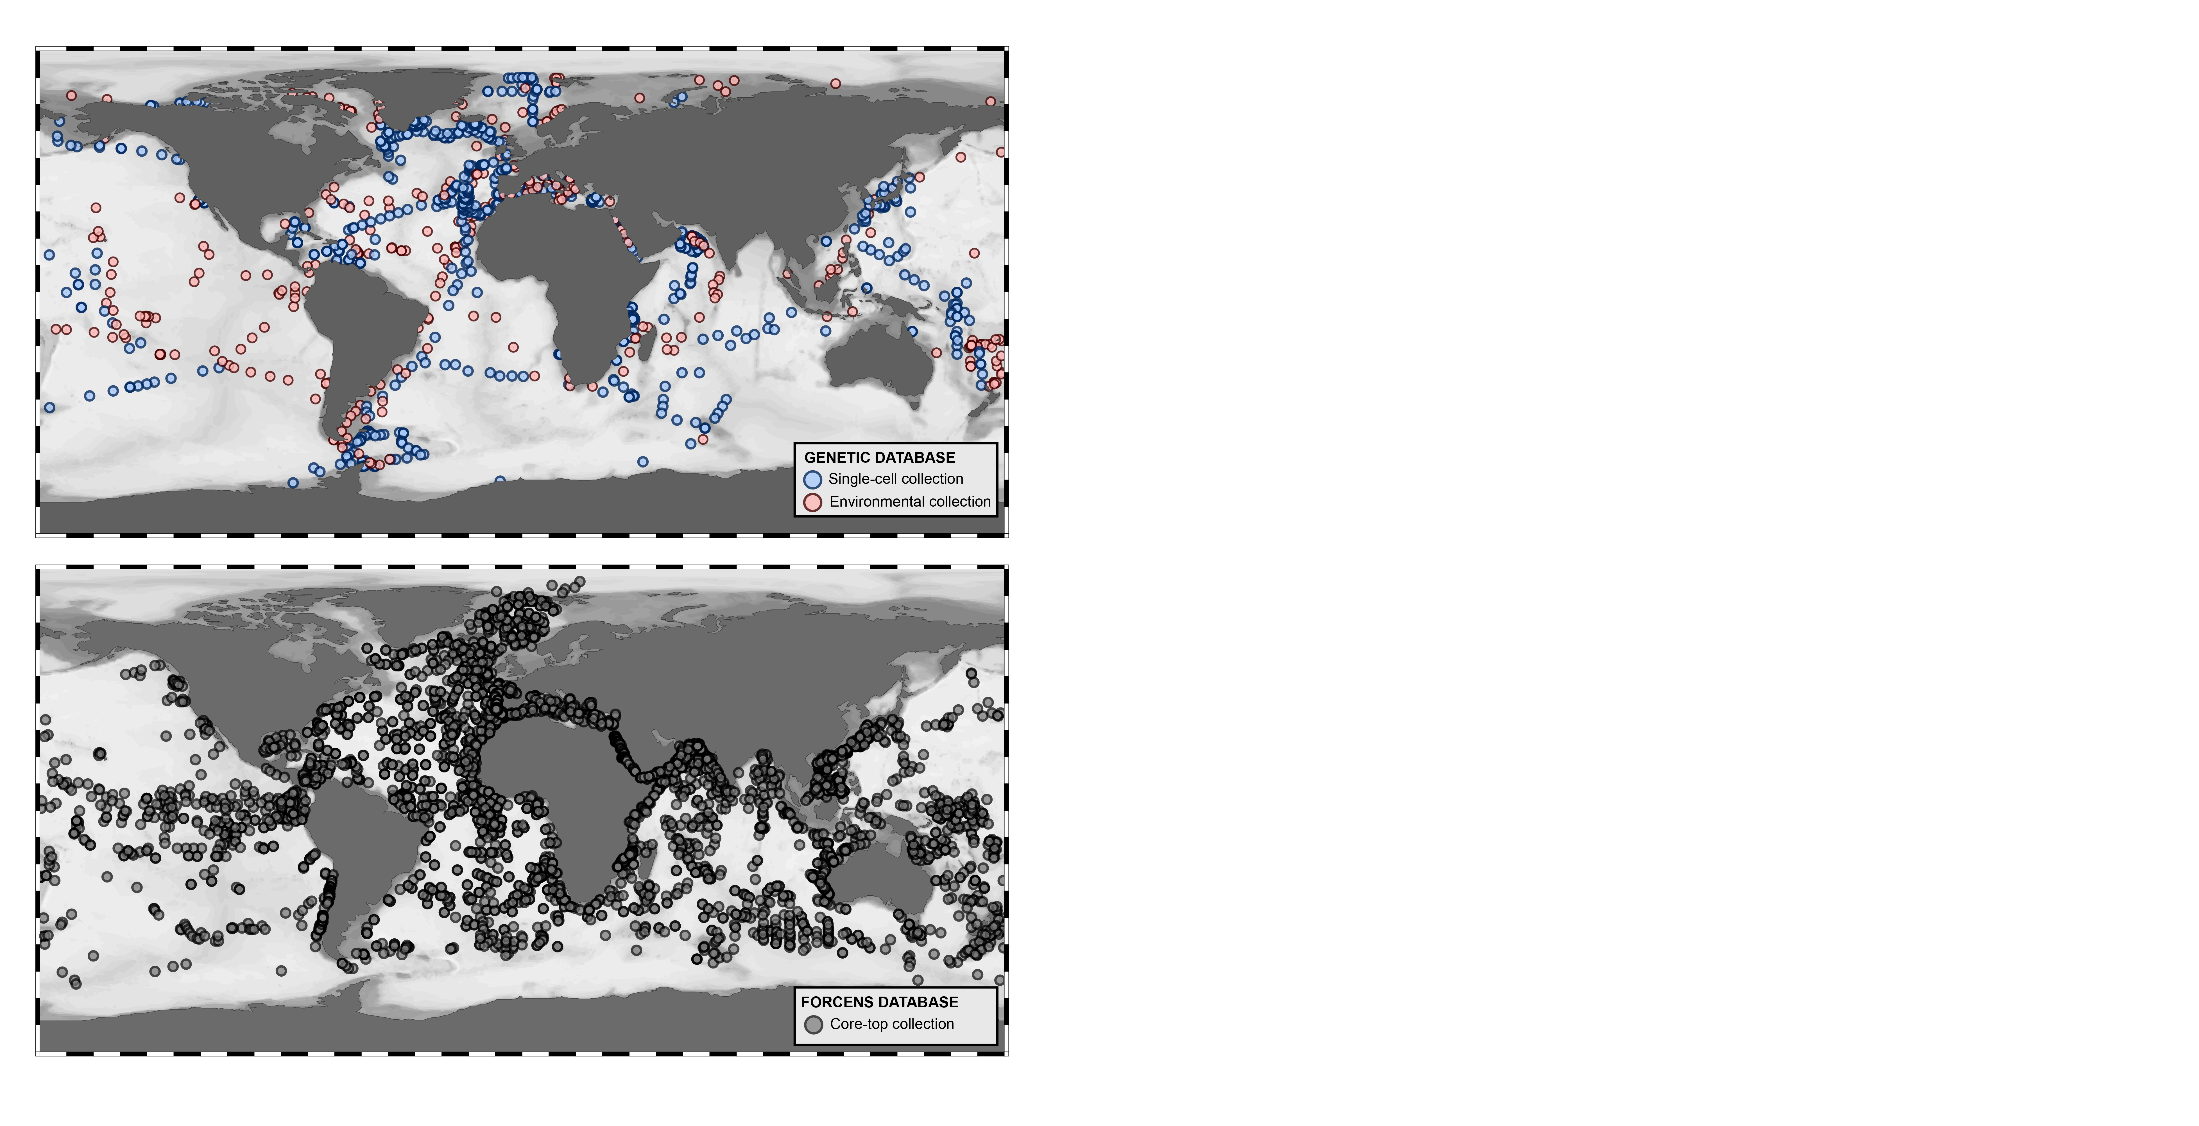 GENETIC DATABASE
Single-cell collection
Environmental collection
FORCENS DATABASE
Core-top collection